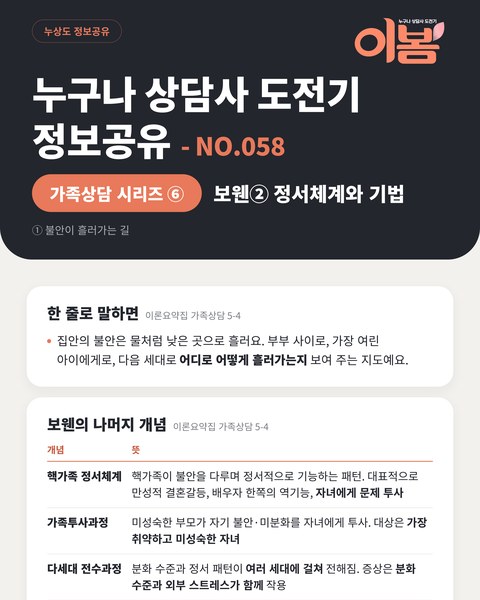 누상도 정보공유
누구나 상담사 도전기
이봄
누구나 상담사 도전기
정보공유 - NO.058
가족상담 시리즈 ⑥ 보웬② 정서체계와 기법
① 불안이 흘러가는 길
한 줄로 말하면 이론요약집 가족상담 5-4
• 집안의 불안은 물처럼 낮은 곳으로 흘러요. 부부 사이로, 가장 여린
아이에게로, 다음 세대로 어디로 어떻게 흘러가는지 보여 주는 지도예요.
보웬의 나머지 개념 이론요약집 가족상담 5-4
개념 뜻
핵가족 정서체계 핵가족이 불안을 다루며 정서적으로 기능하는 패턴. 대표적으로
만성적 결혼갈등, 배우자 한쪽의 역기능, 자녀에게 문제 투사
가족투사과정 미성숙한 부모가 자기 불안·미분화를 자녀에게 투사. 대상은 가장
취약하고 미성숙한 자녀
다세대 전수과정 분화 수준과 정서 패턴이 여러 세대에 걸쳐 전해짐. 증상은 분화
수준과 외부 스트레스가 함께 작용